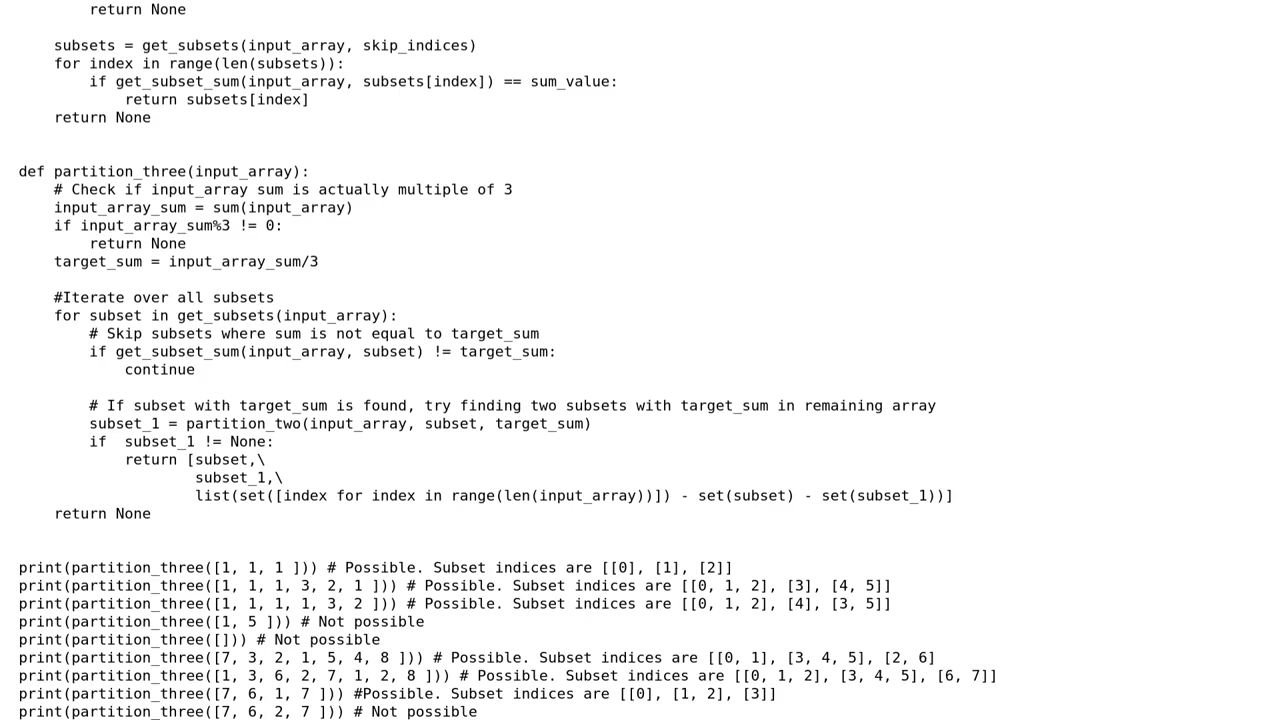 return None

    subsets = get_subsets(input_array, skip_indices)
    for index in range(len(subsets)):
        if get_subset_sum(input_array, subsets[index]) == sum_value:
            return subsets[index]
    return None


def partition_three(input_array):
    # Check if input_array sum is actually multiple of 3
    input_array_sum = sum(input_array)
    if input_array_sum%3 != 0:
        return None
    target_sum = input_array_sum/3

    #Iterate over all subsets
    for subset in get_subsets(input_array):
        # Skip subsets where sum is not equal to target_sum
        if get_subset_sum(input_array, subset) != target_sum:
            continue

        # If subset with target_sum is found, try finding two subsets with target_sum in remaining array
        subset_1 = partition_two(input_array, subset, target_sum)
        if  subset_1 != None:
            return [subset,\
                    subset_1,\
                    list(set([index for index in range(len(input_array))]) - set(subset) - set(subset_1))]
    return None


print(partition_three([1, 1, 1 ])) # Possible. Subset indices are [[0], [1], [2]]
print(partition_three([1, 1, 1, 3, 2, 1 ])) # Possible. Subset indices are [[0, 1, 2], [3], [4, 5]]
print(partition_three([1, 1, 1, 1, 3, 2 ])) # Possible. Subset indices are [[0, 1, 2], [4], [3, 5]]
print(partition_three([1, 5 ])) # Not possible
print(partition_three([])) # Not possible
print(partition_three([7, 3, 2, 1, 5, 4, 8 ])) # Possible. Subset indices are [[0, 1], [3, 4, 5], [2, 6]
print(partition_three([1, 3, 6, 2, 7, 1, 2, 8 ])) # Possible. Subset indices are [[0, 1, 2], [3, 4, 5], [6, 7]]
print(partition_three([7, 6, 1, 7 ])) #Possible. Subset indices are [[0], [1, 2], [3]]
print(partition_three([7, 6, 2, 7 ])) # Not possible